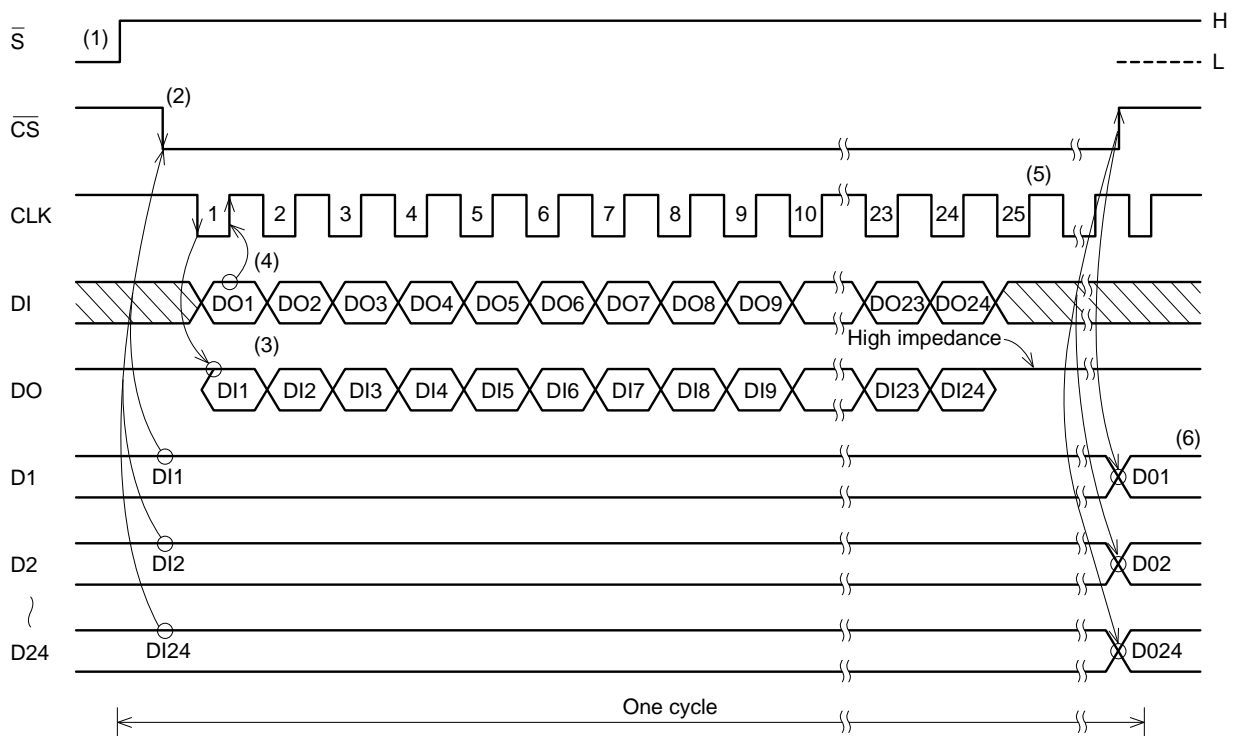 S (1) H
L
CS (2)
CLK 1 2 3 4 5 6 7 8 9 10 23 24 25 (5)
(4)
DI DO1 DO2 DO3 DO4 DO5 DO6 DO7 DO8 DO9 DO23 DO24
(3) High impedance
DO DI1 DI2 DI3 DI4 DI5 DI6 DI7 DI8 DI9 DI23 DI24
(6)
D1 DI1 D01
D2 DI2 D02
D24 DI24 D024
One cycle